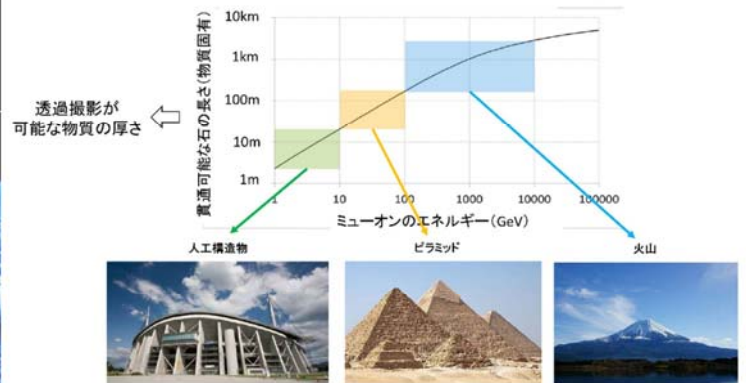 10km
1km
100m
10m
1m
貫通可能な石の長さ(物質固有)
透過撮影が
可能な物質の厚さ
1
10
100
1000
10000
100000
ミューオンのエネルギー(GeV)
人工構造物
ピラミッド
火山